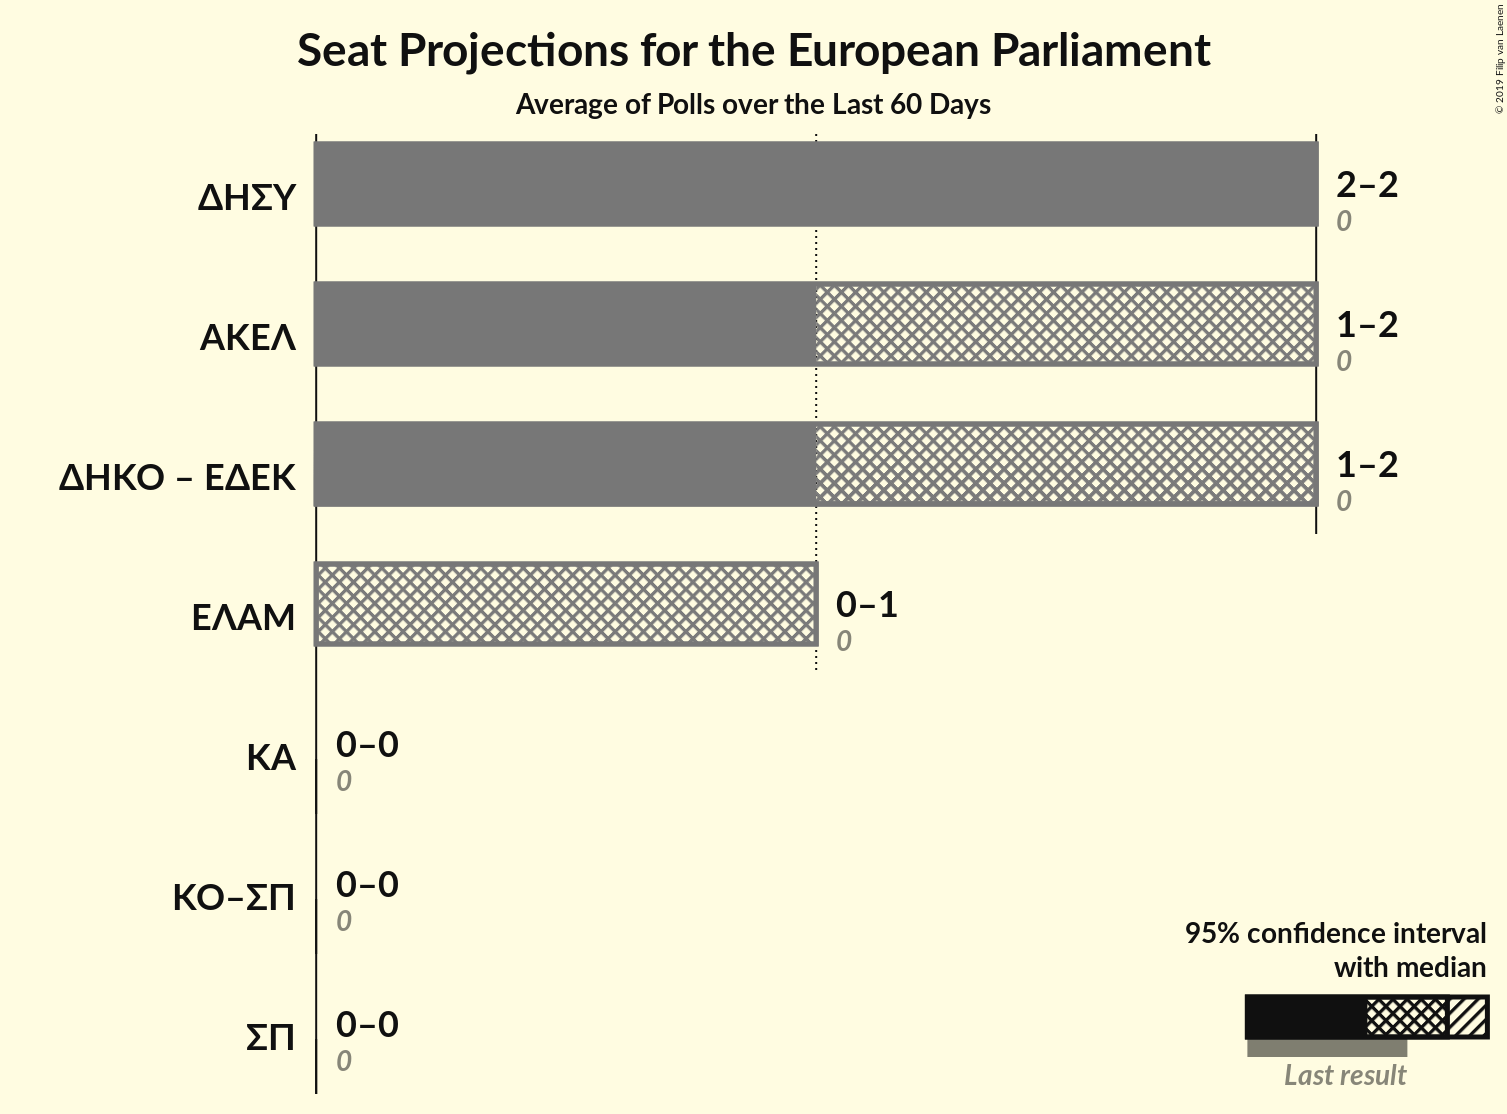 Seat Projections for the European Parliament
Average of Polls over the Last 60 Days
© 2019 Filip van Laenen
ΔΗΣΥ
2–2
0
ΑΚΕΛ
1–2
0
ΔΗΚΟ – ΕΔΕΚ
1–2
0
ΕΛΑΜ
0–1
0
ΚΑ
0–0
0
ΚΟ–ΣΠ
0–0
0
ΣΠ
0–0
0
95% confidence interval
with median
Last result